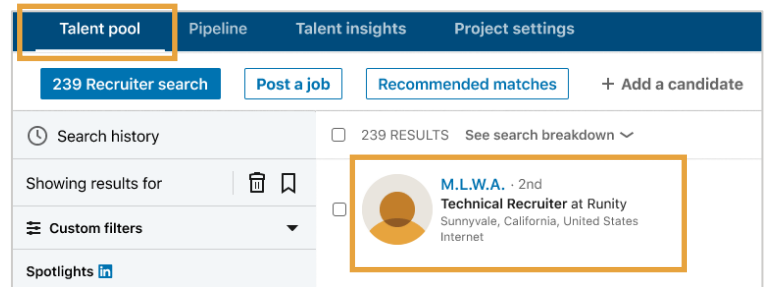 Talent pool Pipeline Talent insights Project settings
239 Recruiter search Post a job Recommended matches + Add a candidate
Search history
239 RESULTS See search breakdown
Showing results for
Custom filters
Spotlights in
M.L.W.A. · 2nd
Technical Recruiter at Runity
Sunnyvale, California, United States
Internet